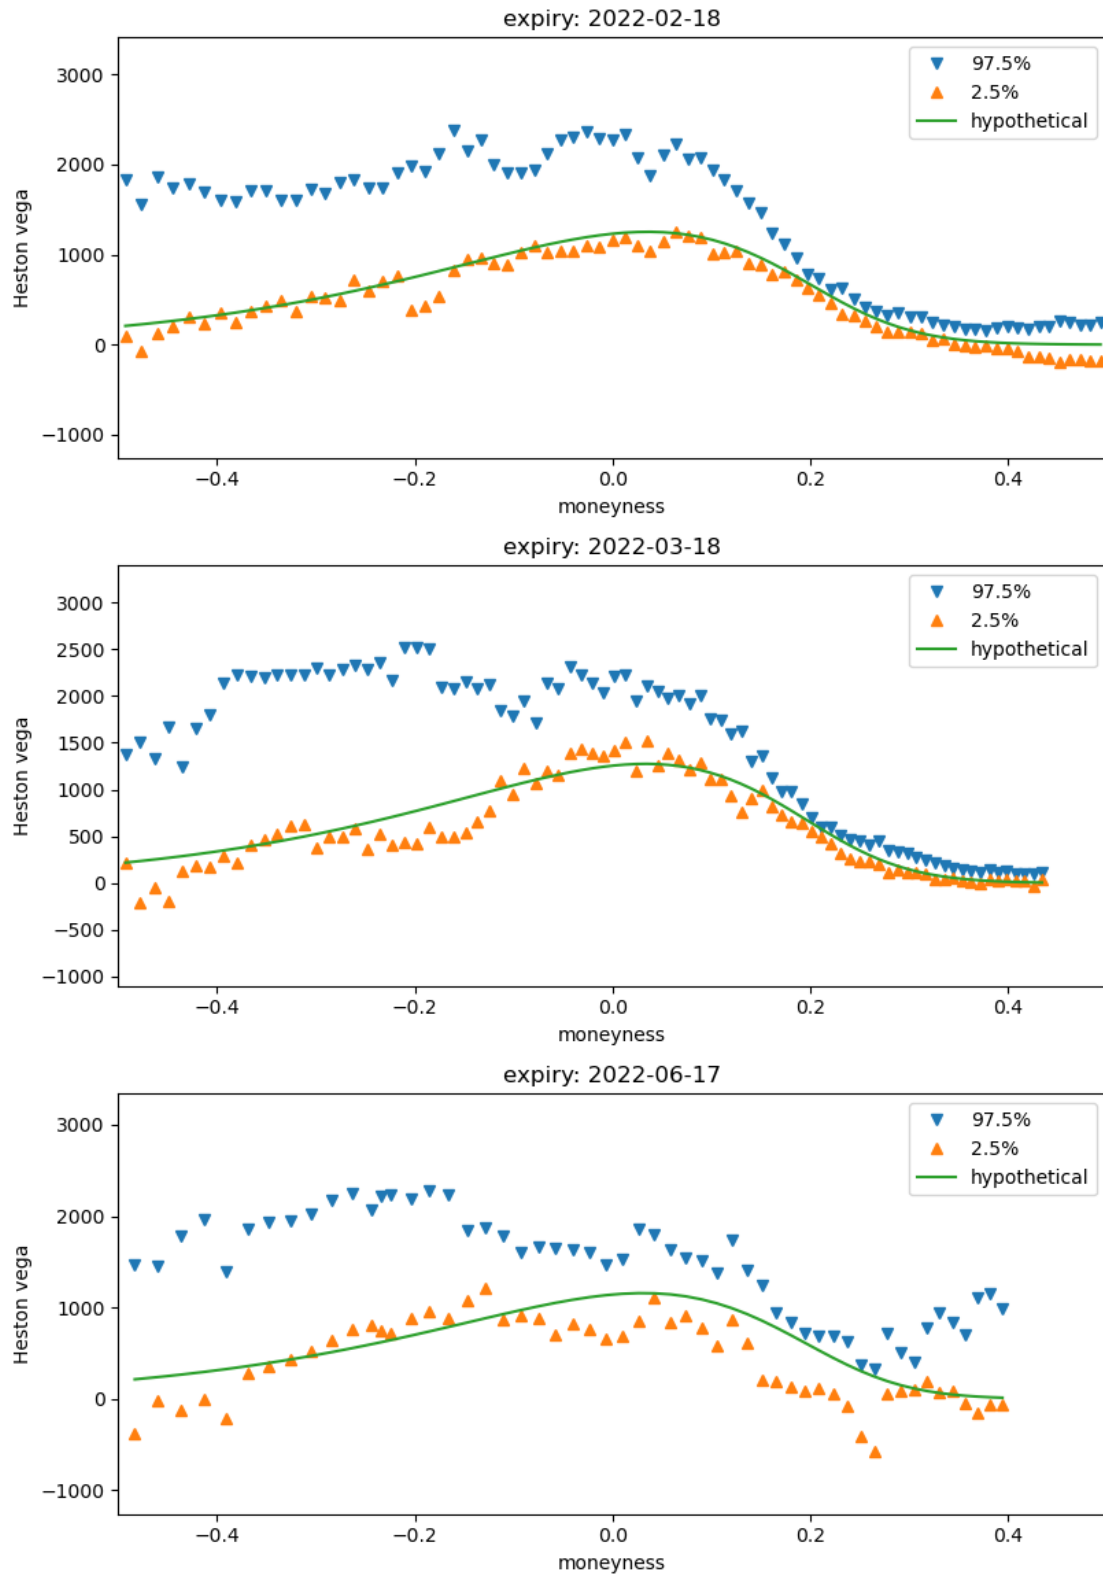 expiry: 2022-02-18
Heston vega
3000
2000
1000
0
−1000
97.5%
2.5%
hypothetical
−0.4 −0.2 0.0 0.2 0.4
moneyness
expiry: 2022-03-18
Heston vega
3000
2500
2000
1500
1000
500
0
−500
−1000
97.5%
2.5%
hypothetical
−0.4 −0.2 0.0 0.2 0.4
moneyness
expiry: 2022-06-17
Heston vega
3000
2000
1000
0
−1000
97.5%
2.5%
hypothetical
−0.4 −0.2 0.0 0.2 0.4
moneyness